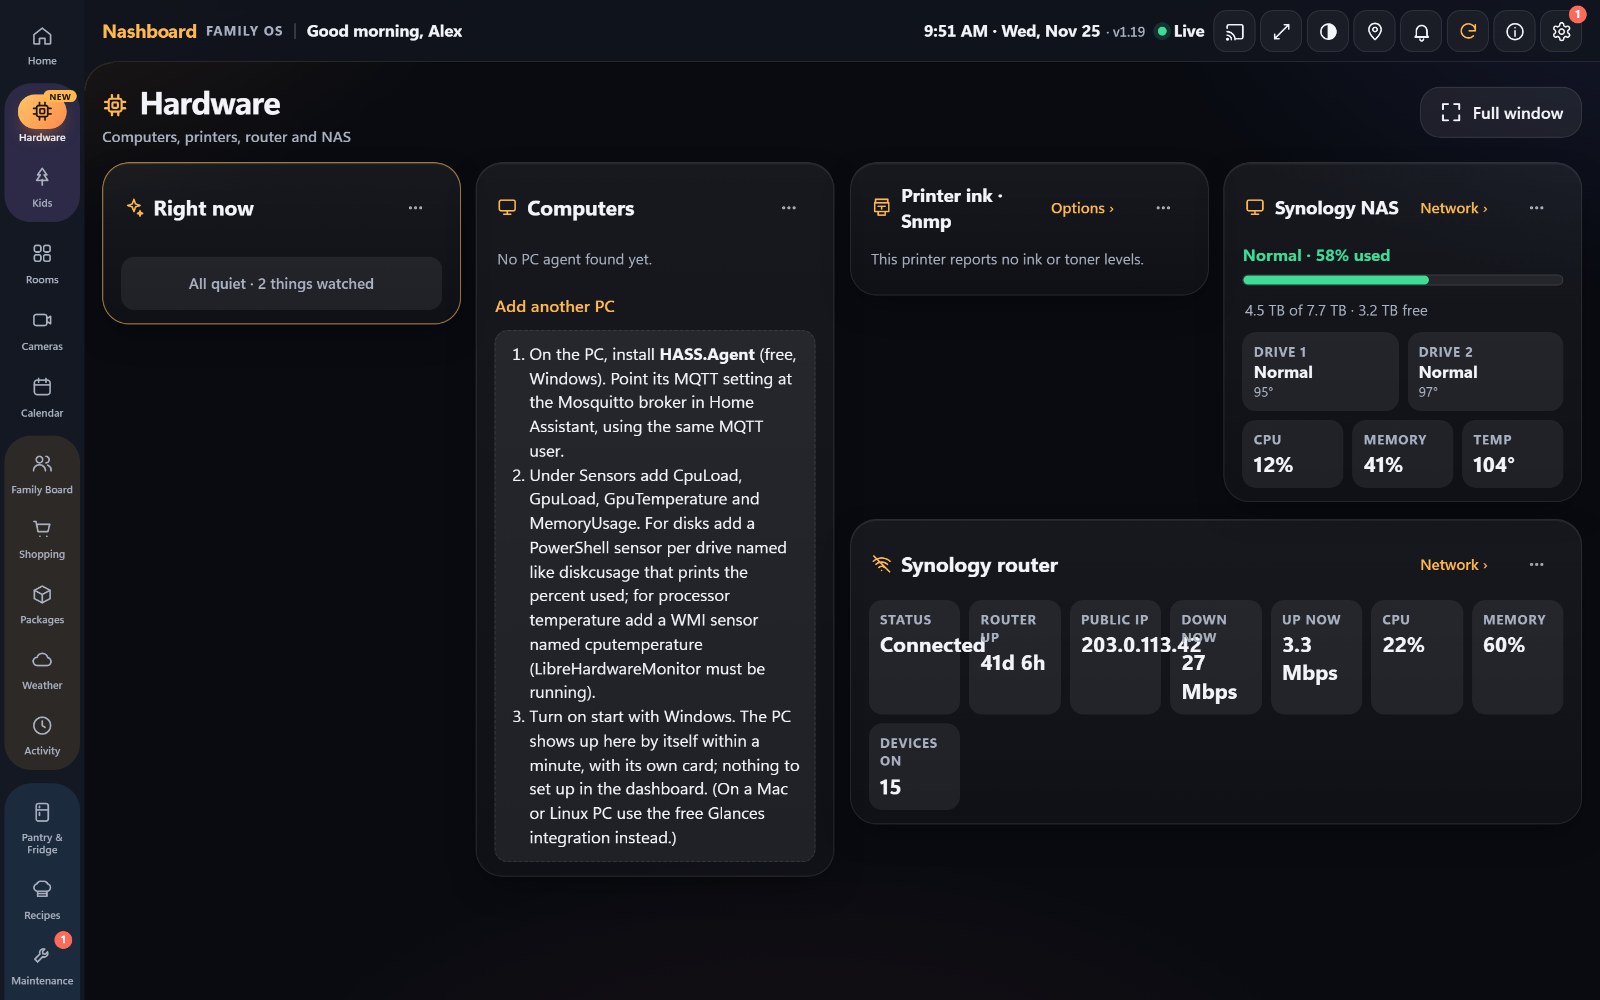 Nashboard FAMILY OS Good morning, Alex
9:51 AM · Wed, Nov 25 · v1.19 Live
1
Home
NEW
Hardware
Kids
Rooms
Cameras
Calendar
Family Board
Shopping
Packages
Weather
Activity
Pantry &
Fridge
Recipes
1
Maintenance
Hardware
Computers, printers, router and NAS
Full window
Right now
All quiet · 2 things watched
Computers
No PC agent found yet.
Add another PC
1. On the PC, install HASS.Agent (free,
Windows). Point its MQTT setting at
the Mosquitto broker in Home
Assistant, using the same MQTT
user.
2. Under Sensors add CpuLoad,
GpuLoad, GpuTemperature and
MemoryUsage. For disks add a
PowerShell sensor per drive named
like diskcusage that prints the
percent used; for processor
temperature add a WMI sensor
named cputemperature
(LibreHardwareMonitor must be
running).
3. Turn on start with Windows. The PC
shows up here by itself within a
minute, with its own card; nothing to
set up in the dashboard. (On a Mac
or Linux PC use the free Glances
integration instead.)
Printer ink ·
Snmp
Options ›
This printer reports no ink or toner levels.
Synology NAS
Network ›
Normal · 58% used
4.5 TB of 7.7 TB · 3.2 TB free
DRIVE 1
Normal
95°
DRIVE 2
Normal
97°
CPU
12%
MEMORY
41%
TEMP
104°
Synology router
Network ›
STATUS
Connected
ROUTER
UP
41d 6h
PUBLIC IP
203.0.113.42
DOWN
NOW
27
Mbps
UP NOW
3.3
Mbps
CPU
22%
MEMORY
60%
DEVICES
ON
15